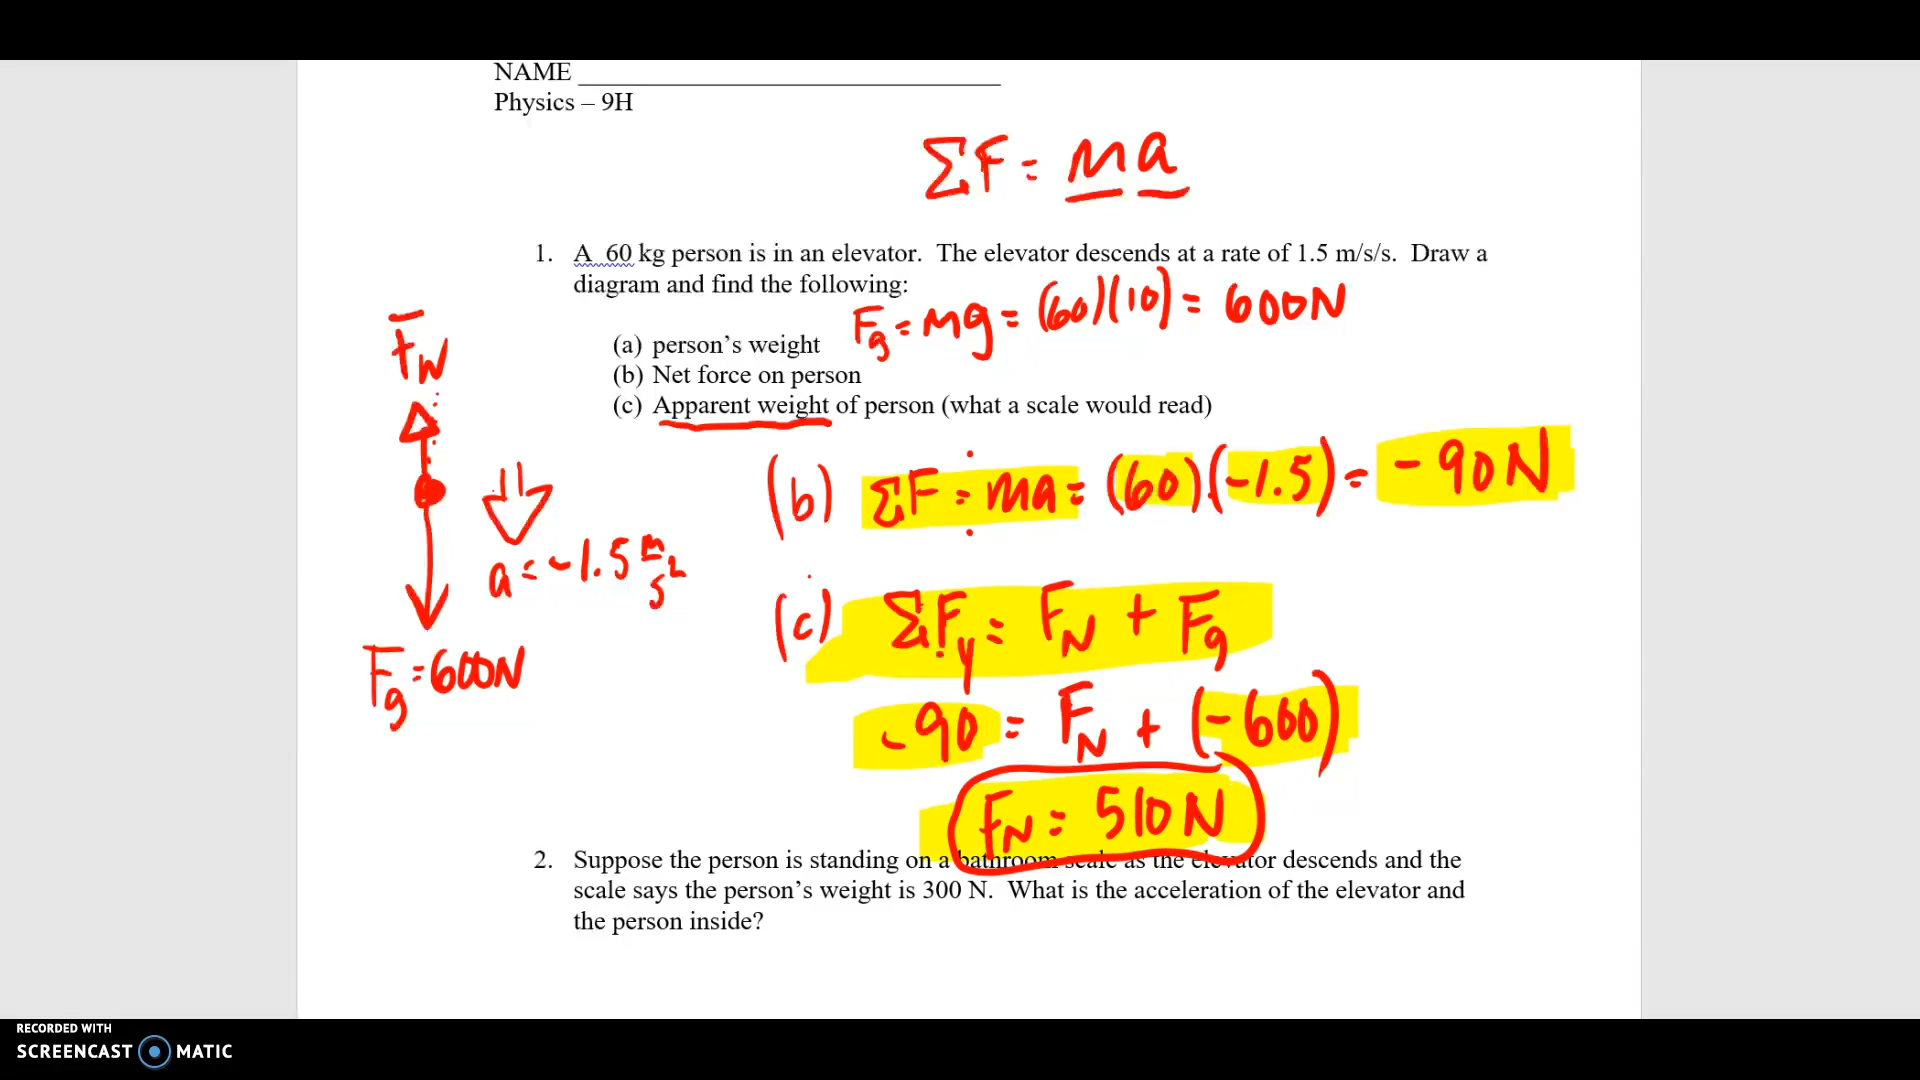 NAME ______________________________
Physics – 9H
ΣF = ma
1. A 60 kg person is in an elevator. The elevator descends at a rate of 1.5 m/s/s. Draw a
diagram and find the following:
Fg = mg = (60)(10) = 600N
(a) person's weight
(b) Net force on person
(c) Apparent weight of person (what a scale would read)
FN
a = -1.5 m/s²
Fg = 600N
(b) ΣF = ma = (60)(-1.5) = -90N
(c) ΣFy = FN + Fg
-90 = FN + (-600)
FN = 510N
2. Suppose the person is standing on a bathroom scale as the elevator descends and the
scale says the person's weight is 300 N. What is the acceleration of the elevator and
the person inside?
RECORDED WITH
SCREENCAST MATIC